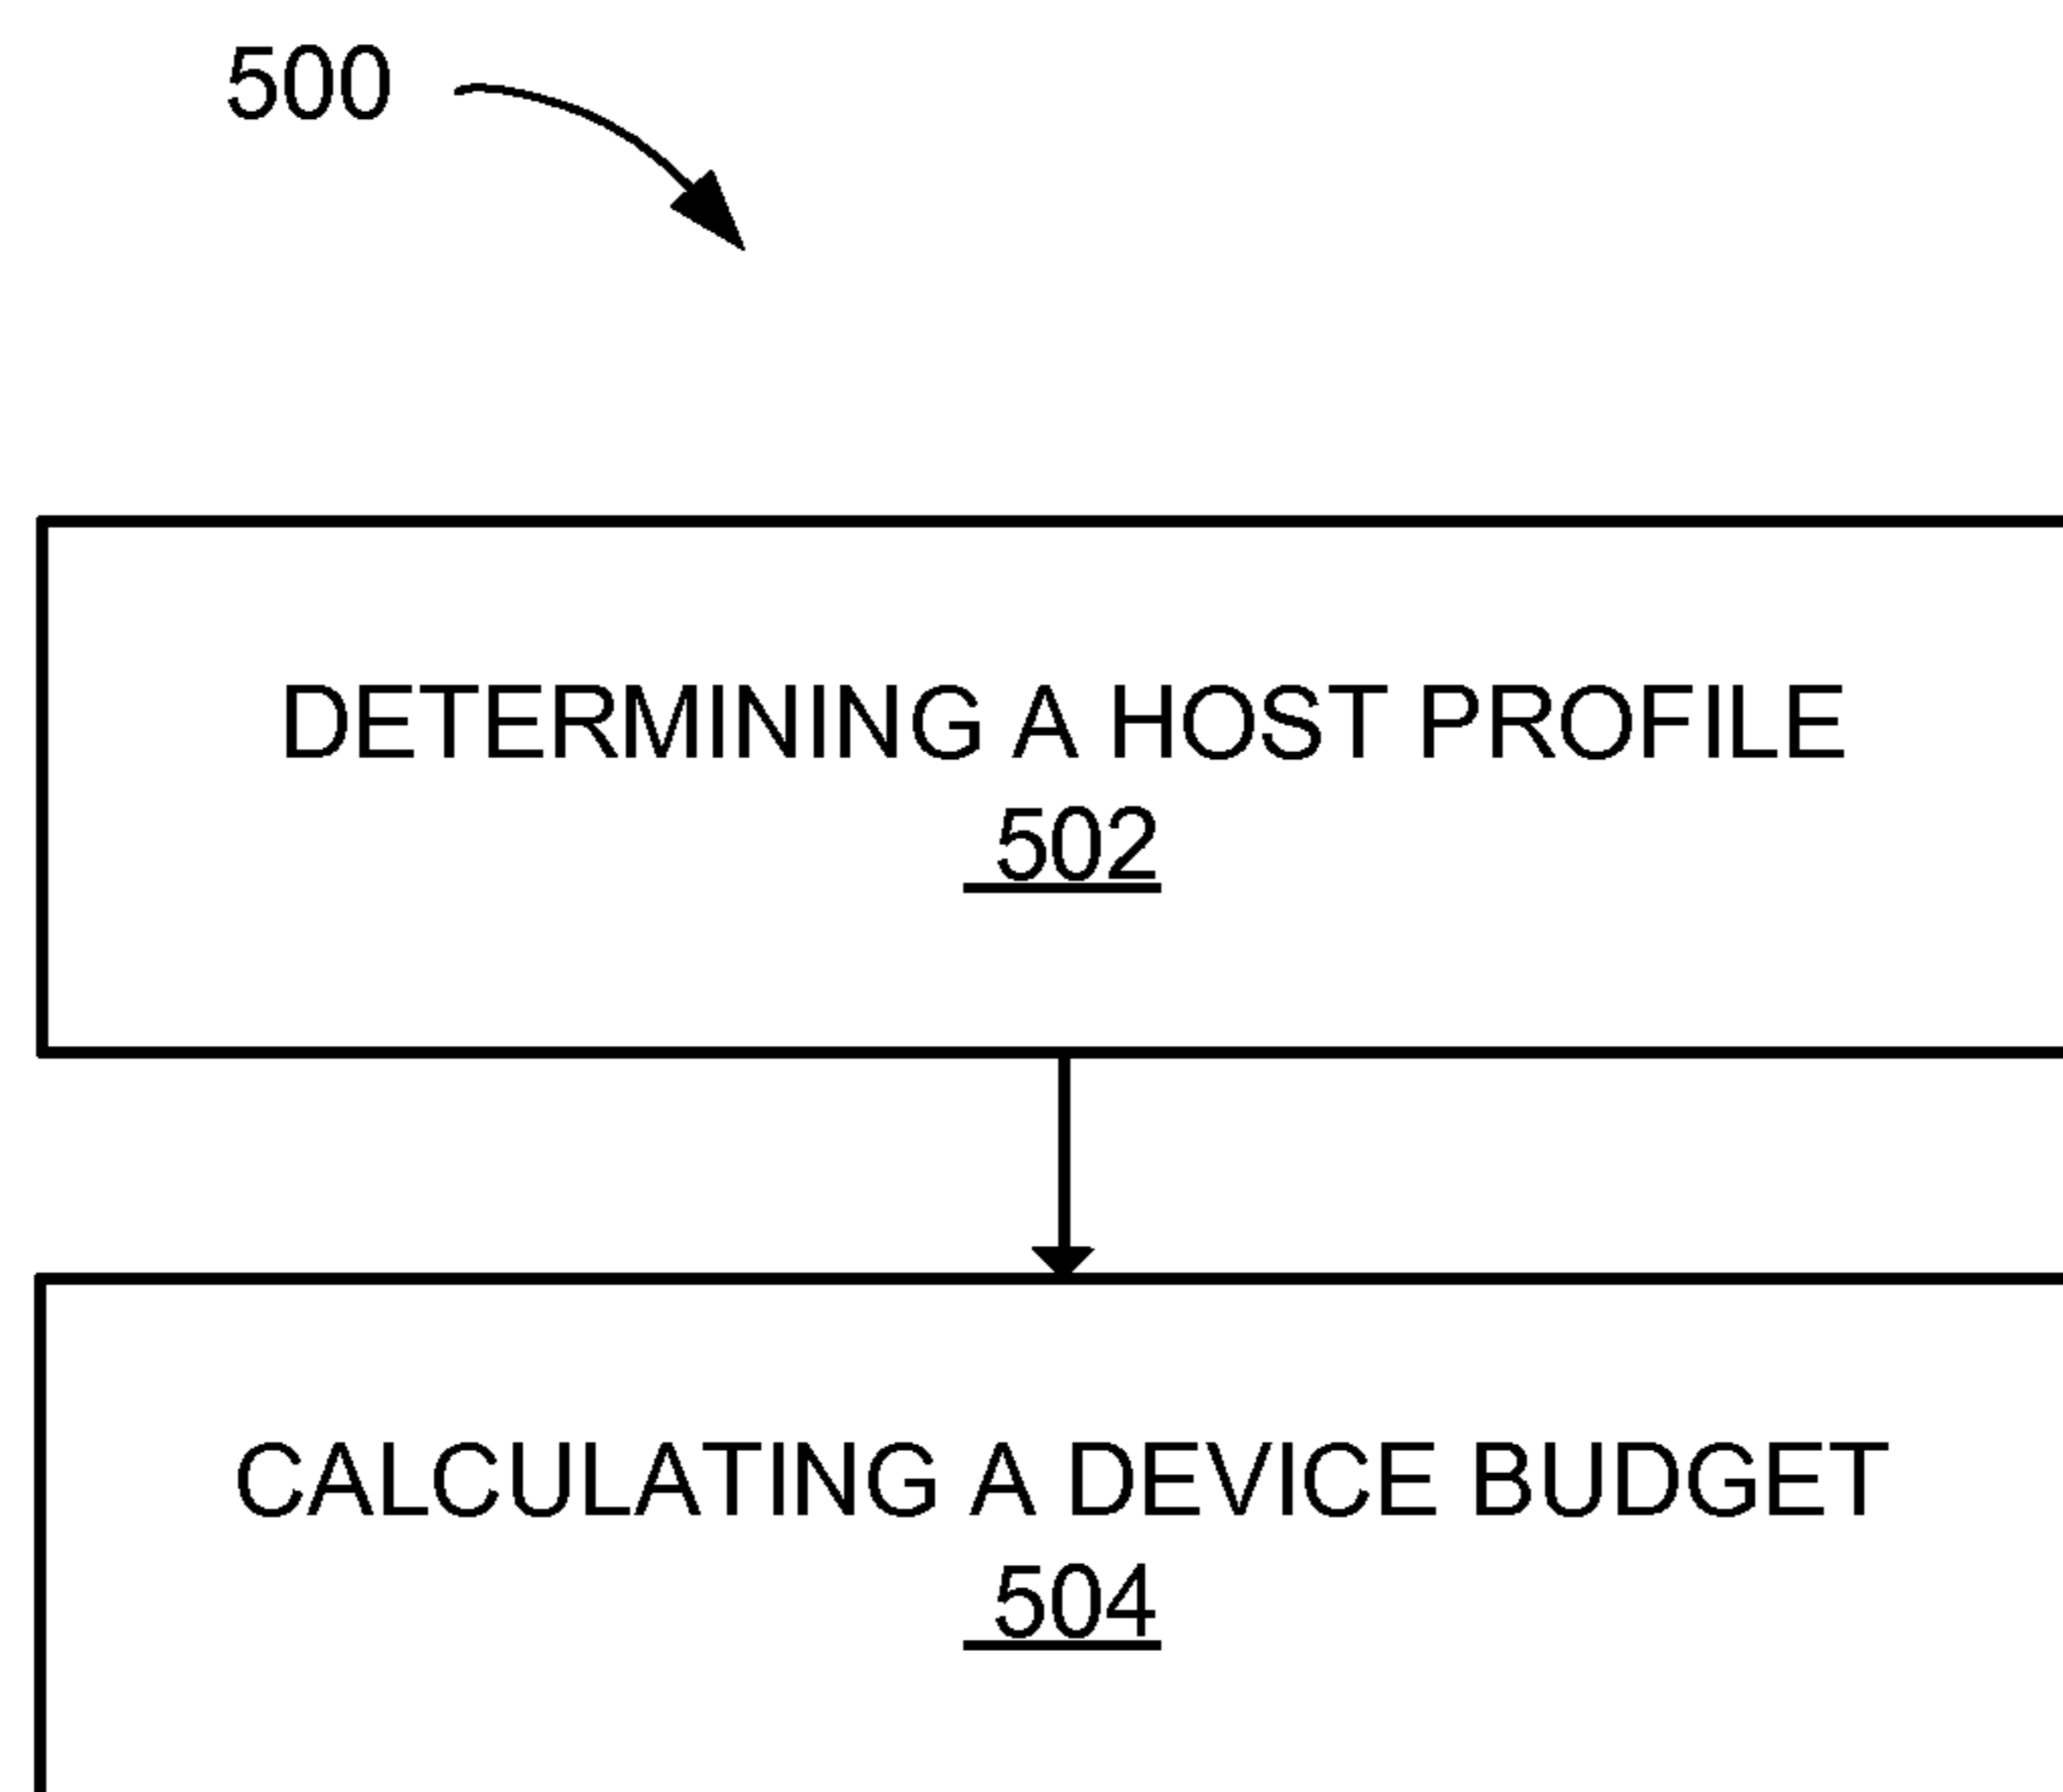 500
DETERMINING A HOST PROFILE
502
CALCULATING A DEVICE BUDGET
504